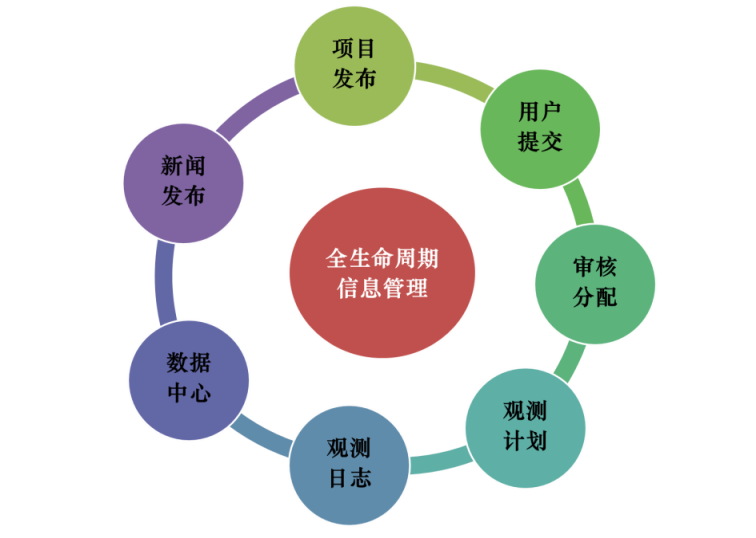 项目
发布
用户
提交
审核
分配
观测
计划
观测
日志
数据
中心
新闻
发布
全生命周期
信息管理